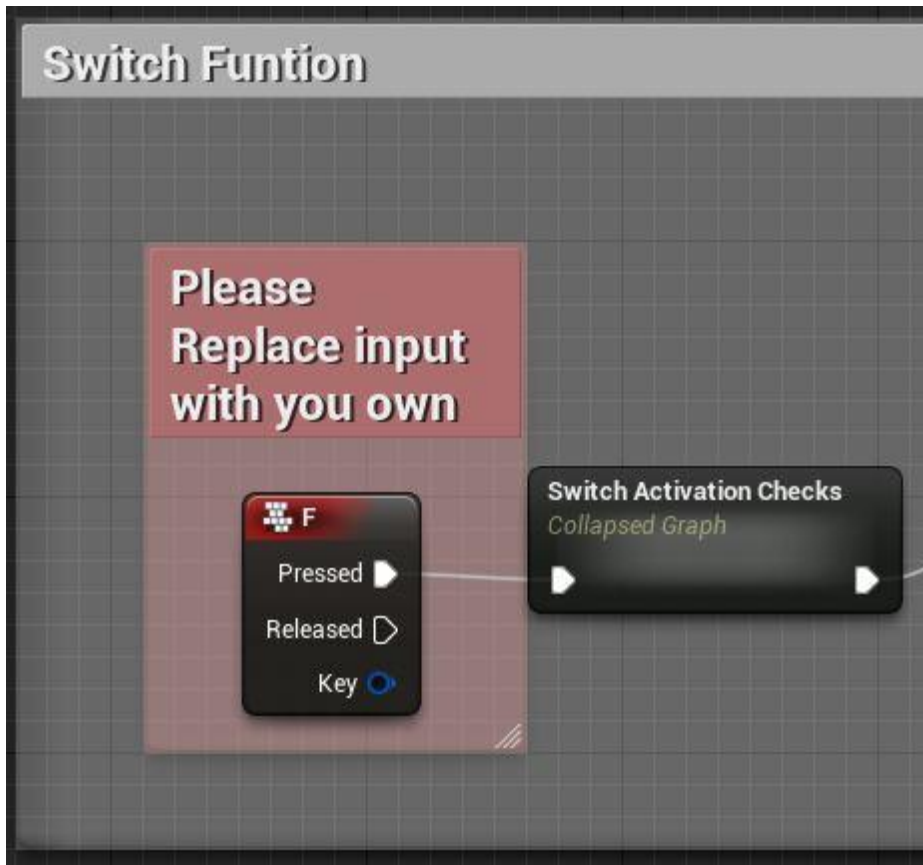 Switch Funtion
Please
Replace input
with you own
F
Pressed
Released
Key
Switch Activation Checks
Collapsed Graph